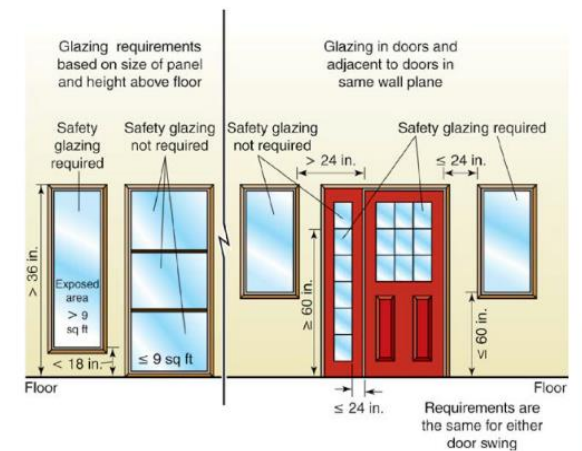 Glazing requirements
based on size of panel
and height above floor
Glazing in doors and
adjacent to doors in
same wall plane
Safety
glazing
required
Safety glazing
not required
Safety glazing
not required
Safety glazing required
> 24 in.
≤ 24 in.
> 36 in.
Exposed
area
> 9
sq ft
< 18 in.
≤ 9 sq ft
≥ 60 in.
≤ 60 in.
Floor
Floor
≤ 24 in.
Requirements are
the same for either
door swing